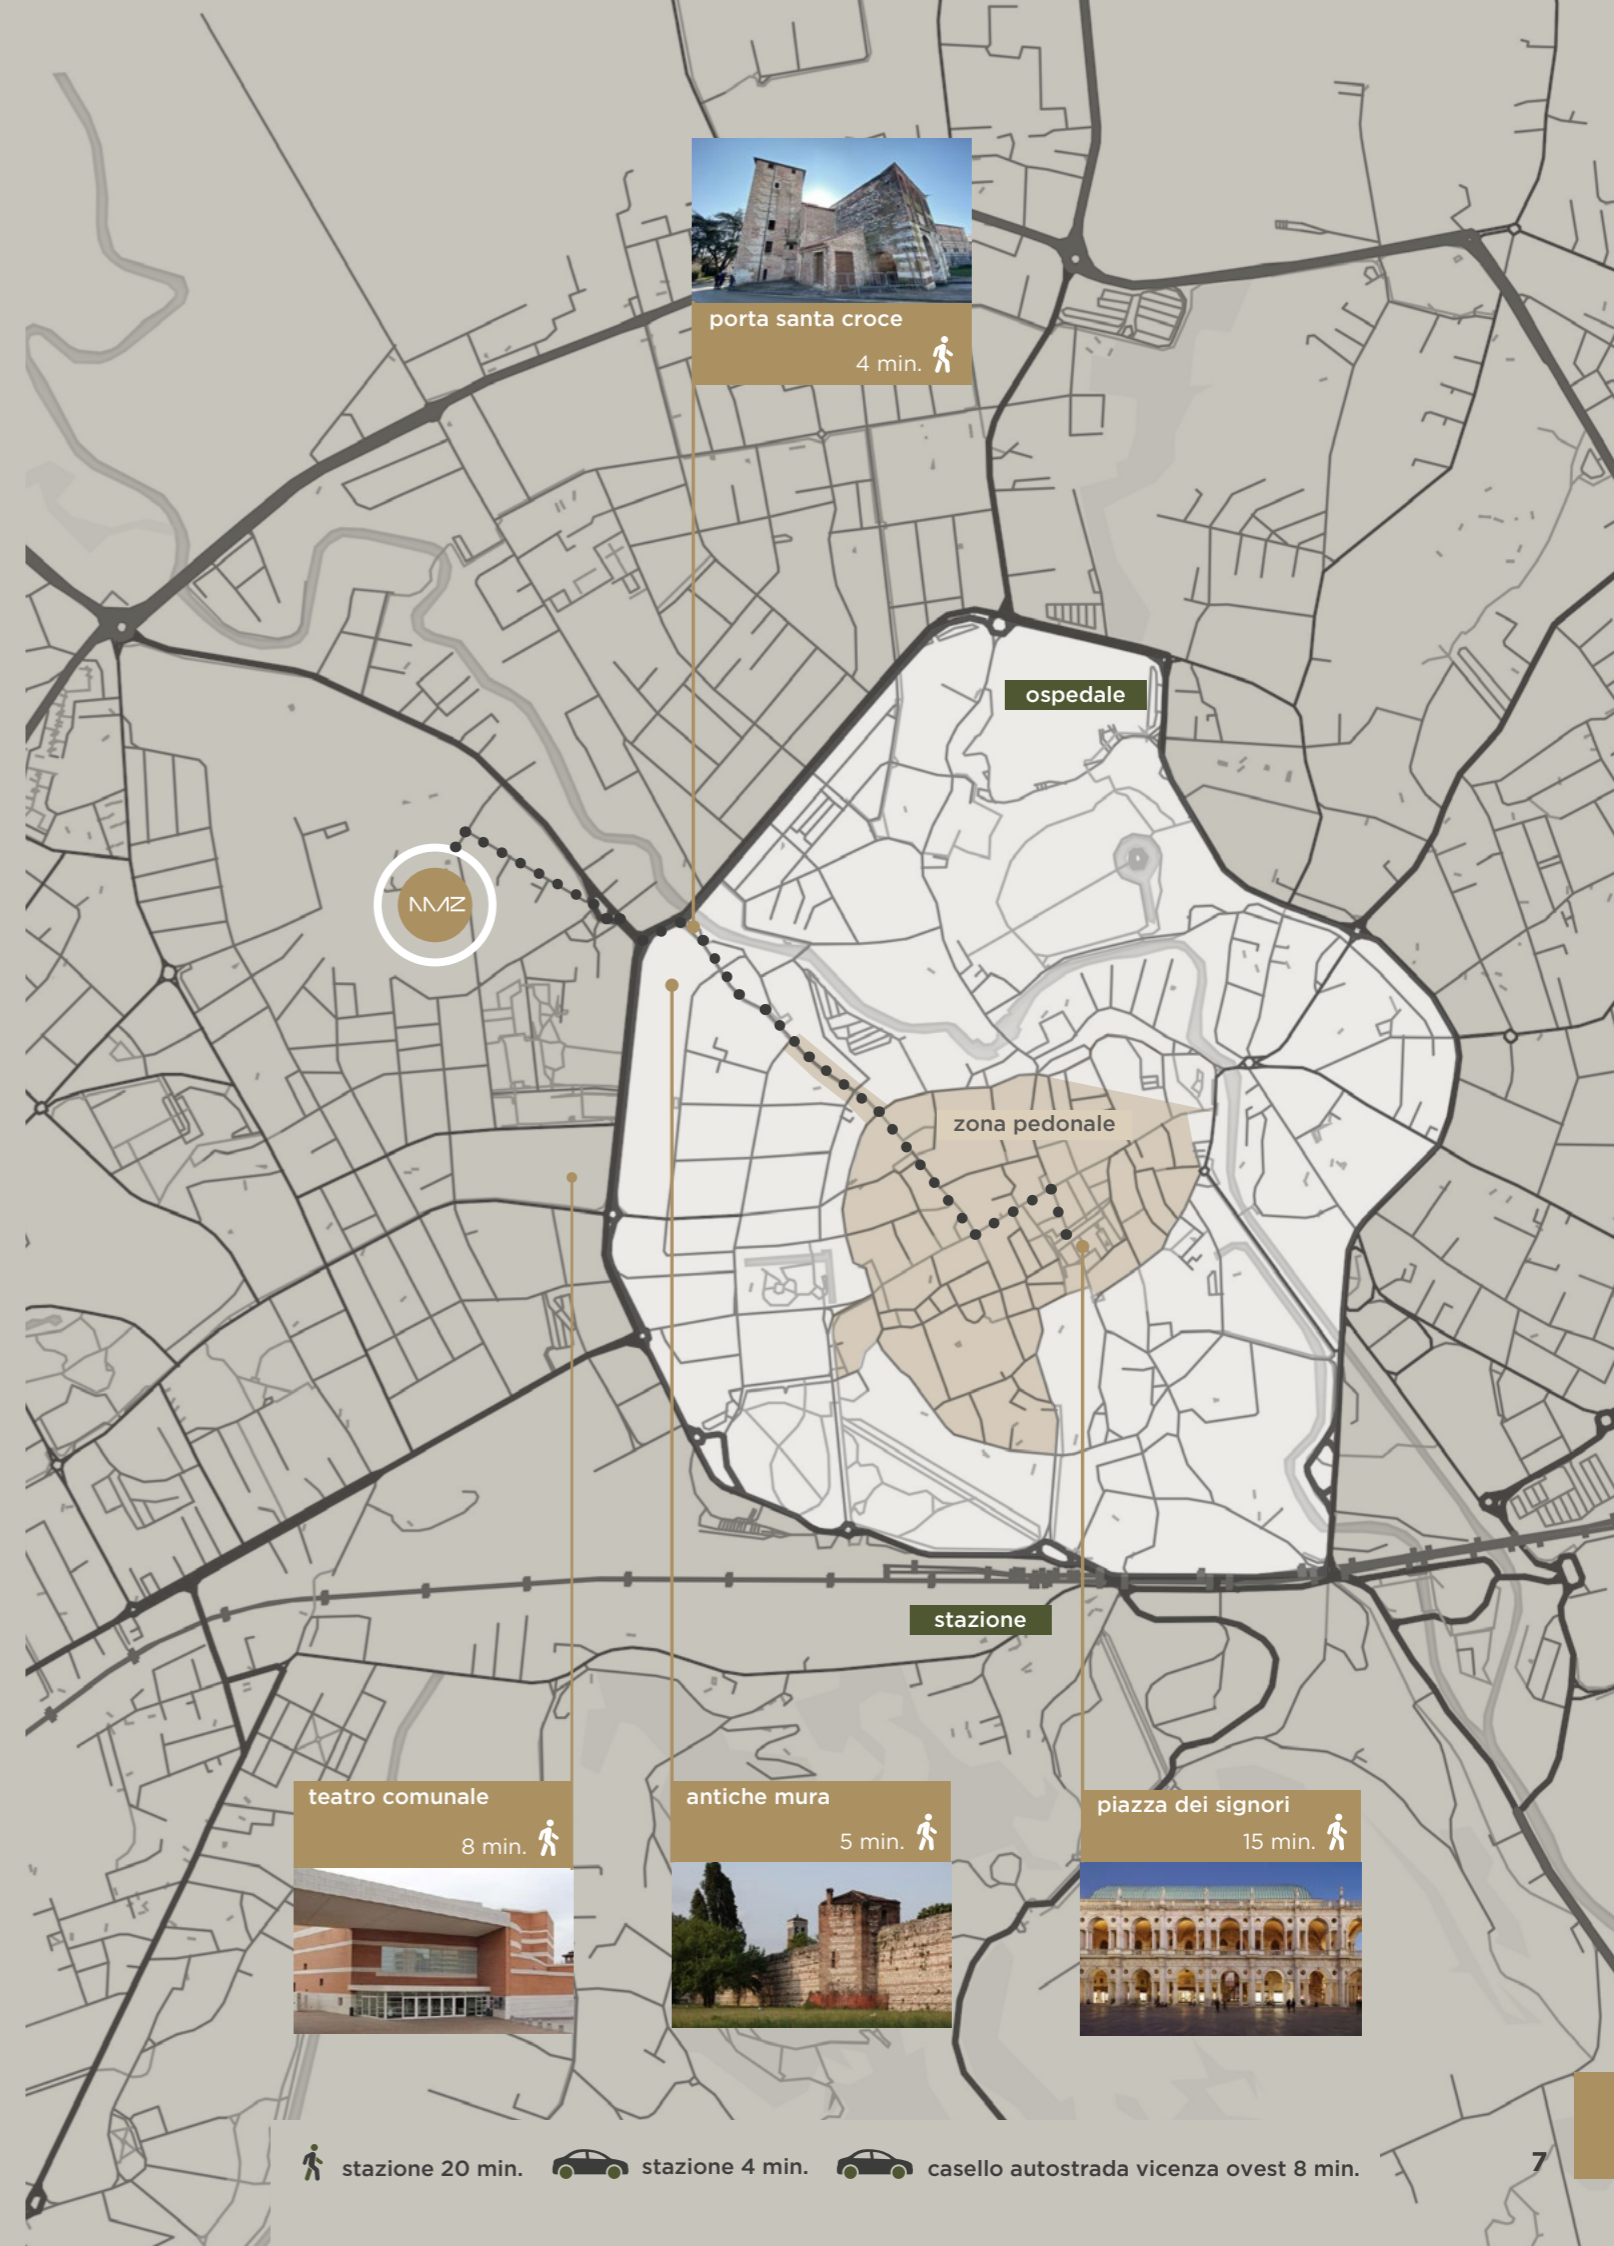 porta santa croce
4 min.
ospedale
NMZ
zona pedonale
stazione
teatro comunale
8 min.
antiche mura
5 min.
piazza dei signori
15 min.
stazione 20 min.
stazione 4 min.
casello autostrada vicenza ovest 8 min.
7